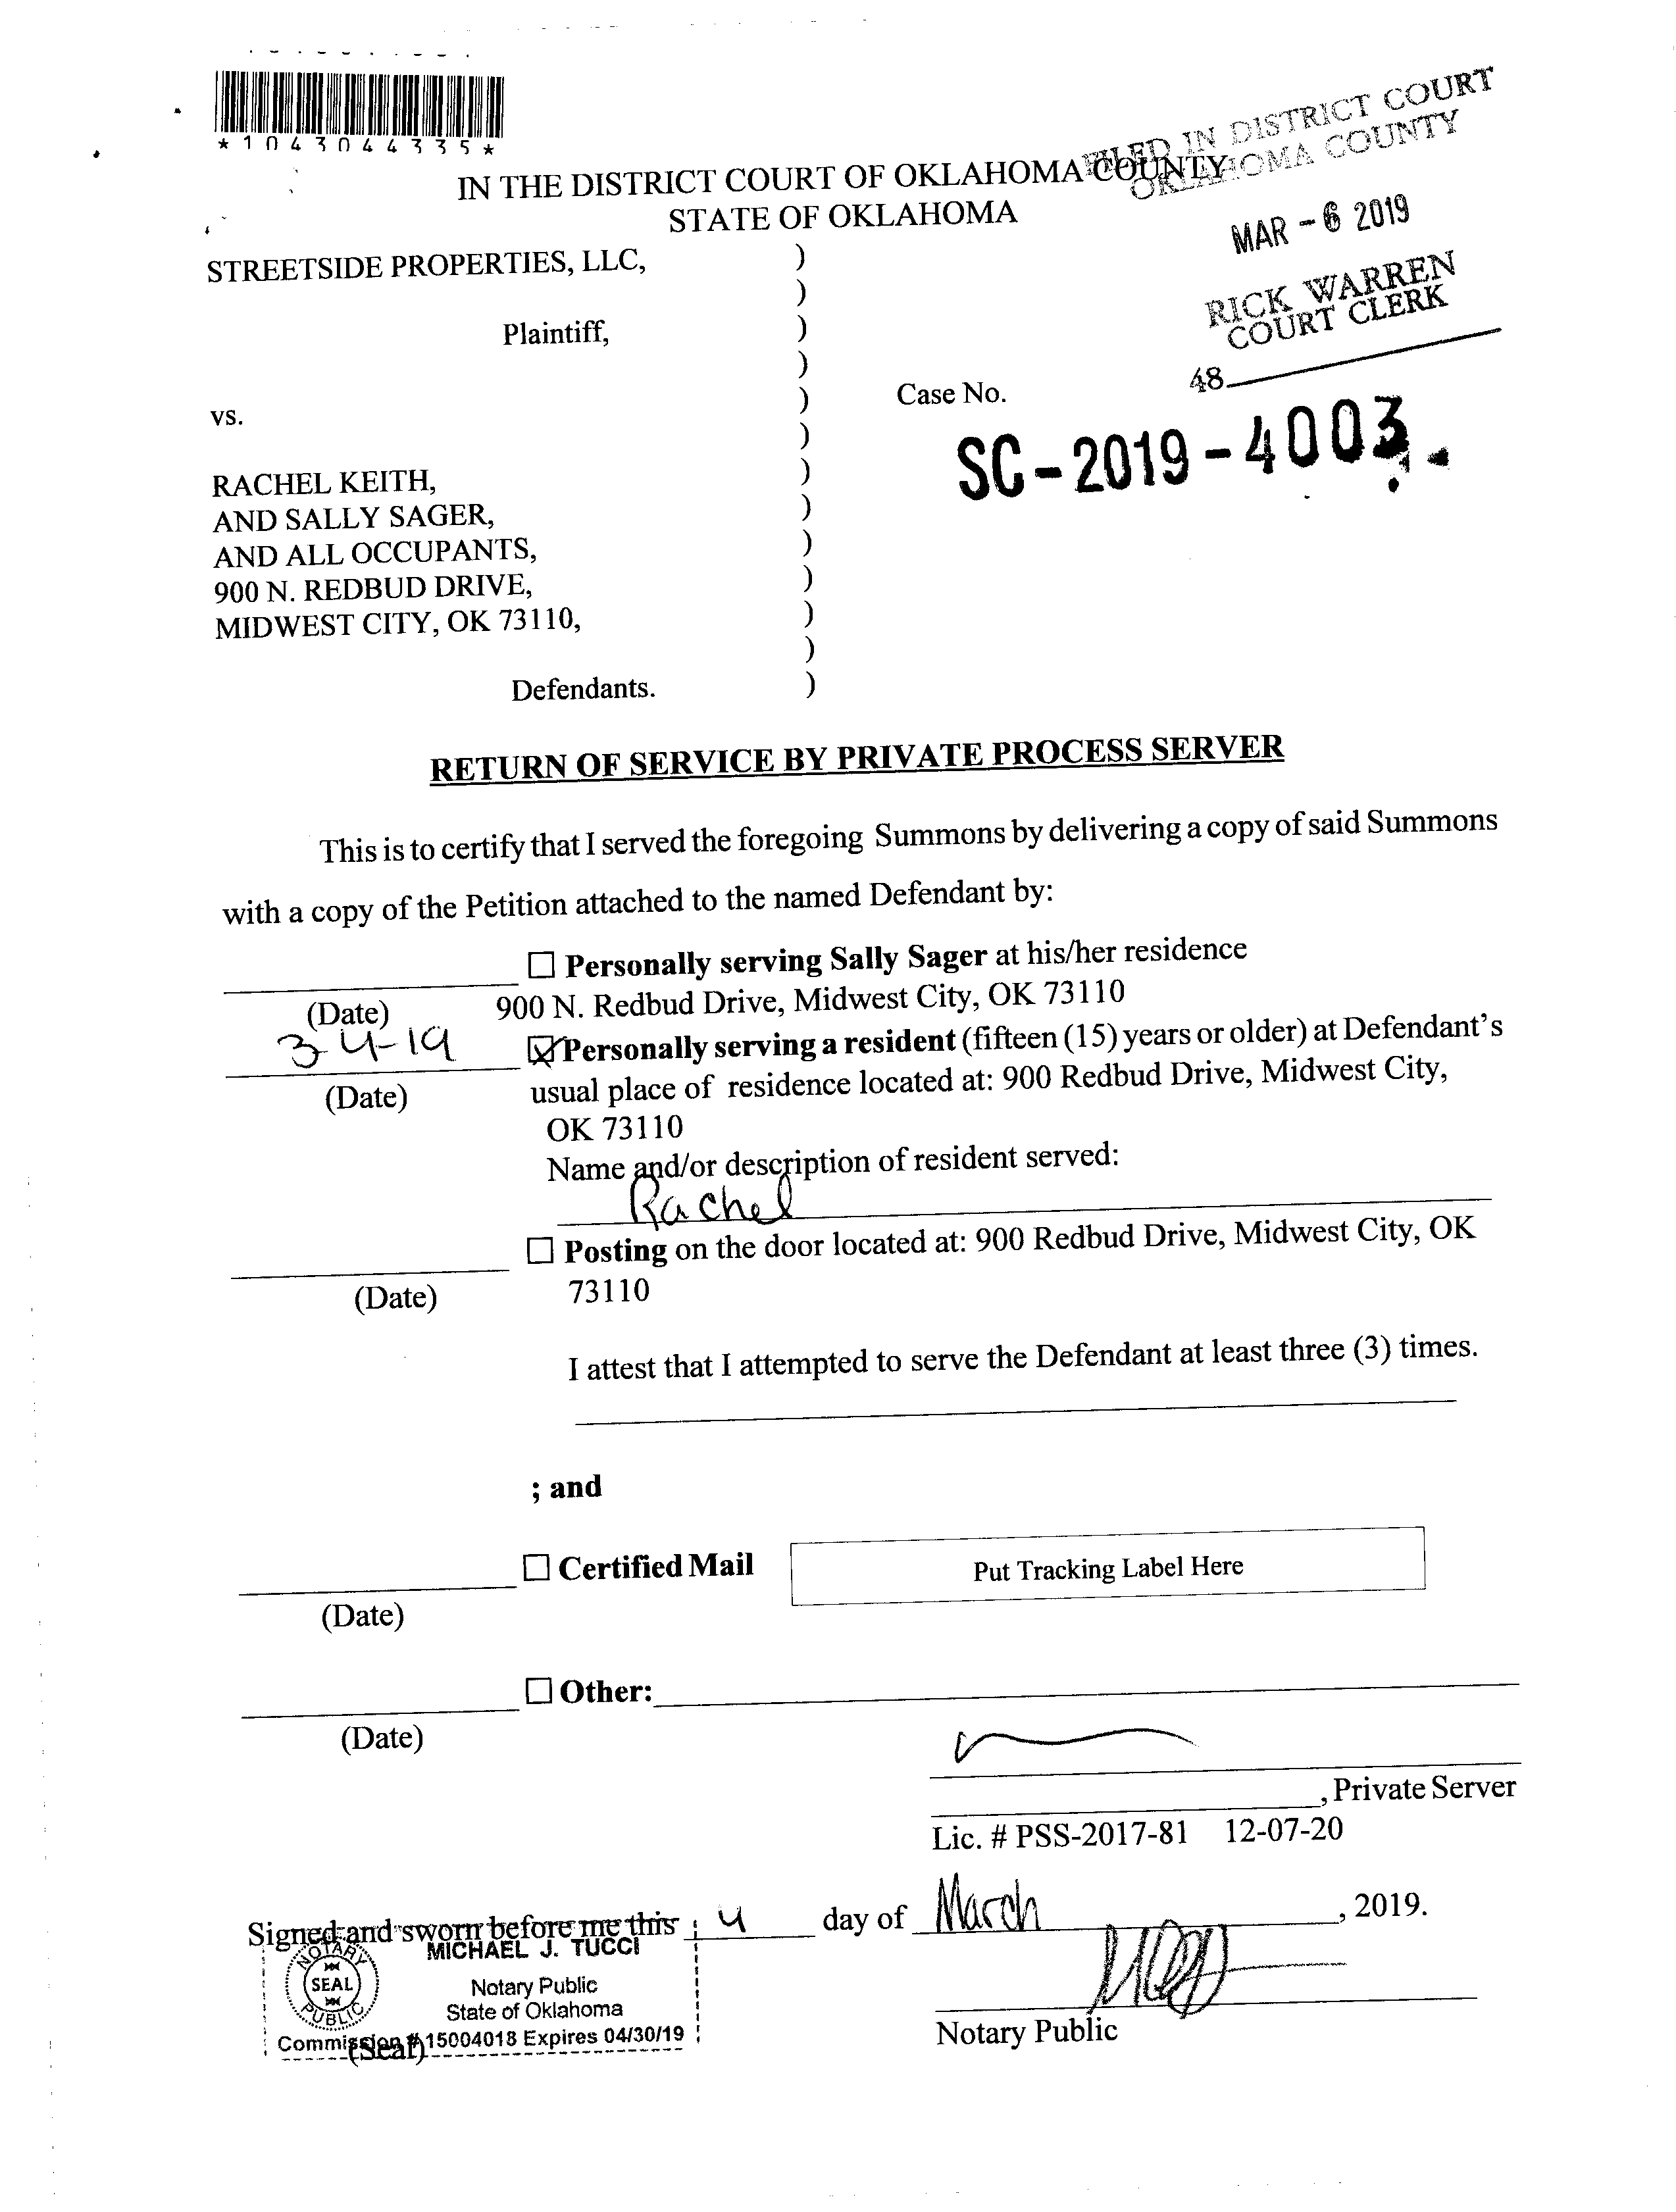 *1043044335*
FILED IN DISTRICT COURT
OKLAHOMA COUNTY
IN THE DISTRICT COURT OF OKLAHOMA COUNTY
STATE OF OKLAHOMA
MAR - 6 2019
RICK WARREN
COURT CLERK
48
STREETSIDE PROPERTIES, LLC, )
)
Plaintiff, )
)
vs. )
Case No.
SC-2019-4003
)
RACHEL KEITH, )
AND SALLY SAGER, )
AND ALL OCCUPANTS, )
900 N. REDBUD DRIVE, )
MIDWEST CITY, OK 73110, )
)
Defendants. )
RETURN OF SERVICE BY PRIVATE PROCESS SERVER
This is to certify that I served the foregoing Summons by delivering a copy of said Summons
with a copy of the Petition attached to the named Defendant by:
☐ Personally serving Sally Sager at his/her residence
(Date) 900 N. Redbud Drive, Midwest City, OK 73110
3-4-19 ☑ Personally serving a resident (fifteen (15) years or older) at Defendant's
(Date) usual place of residence located at: 900 Redbud Drive, Midwest City,
OK 73110
Name and/or description of resident served:
Rachel
☐ Posting on the door located at: 900 Redbud Drive, Midwest City, OK
(Date) 73110
I attest that I attempted to serve the Defendant at least three (3) times.
; and
☐ Certified Mail Put Tracking Label Here
(Date)
☐ Other:
(Date)
, Private Server
Lic. # PSS-2017-81 12-07-20
Signed and sworn before me this 4 day of March, 2019.
MICHAEL J. TUCCI
NOTARY SEAL PUBLIC
Notary Public
State of Oklahoma
Commission # 15004018 Expires 04/30/19
(Seal)
Notary Public